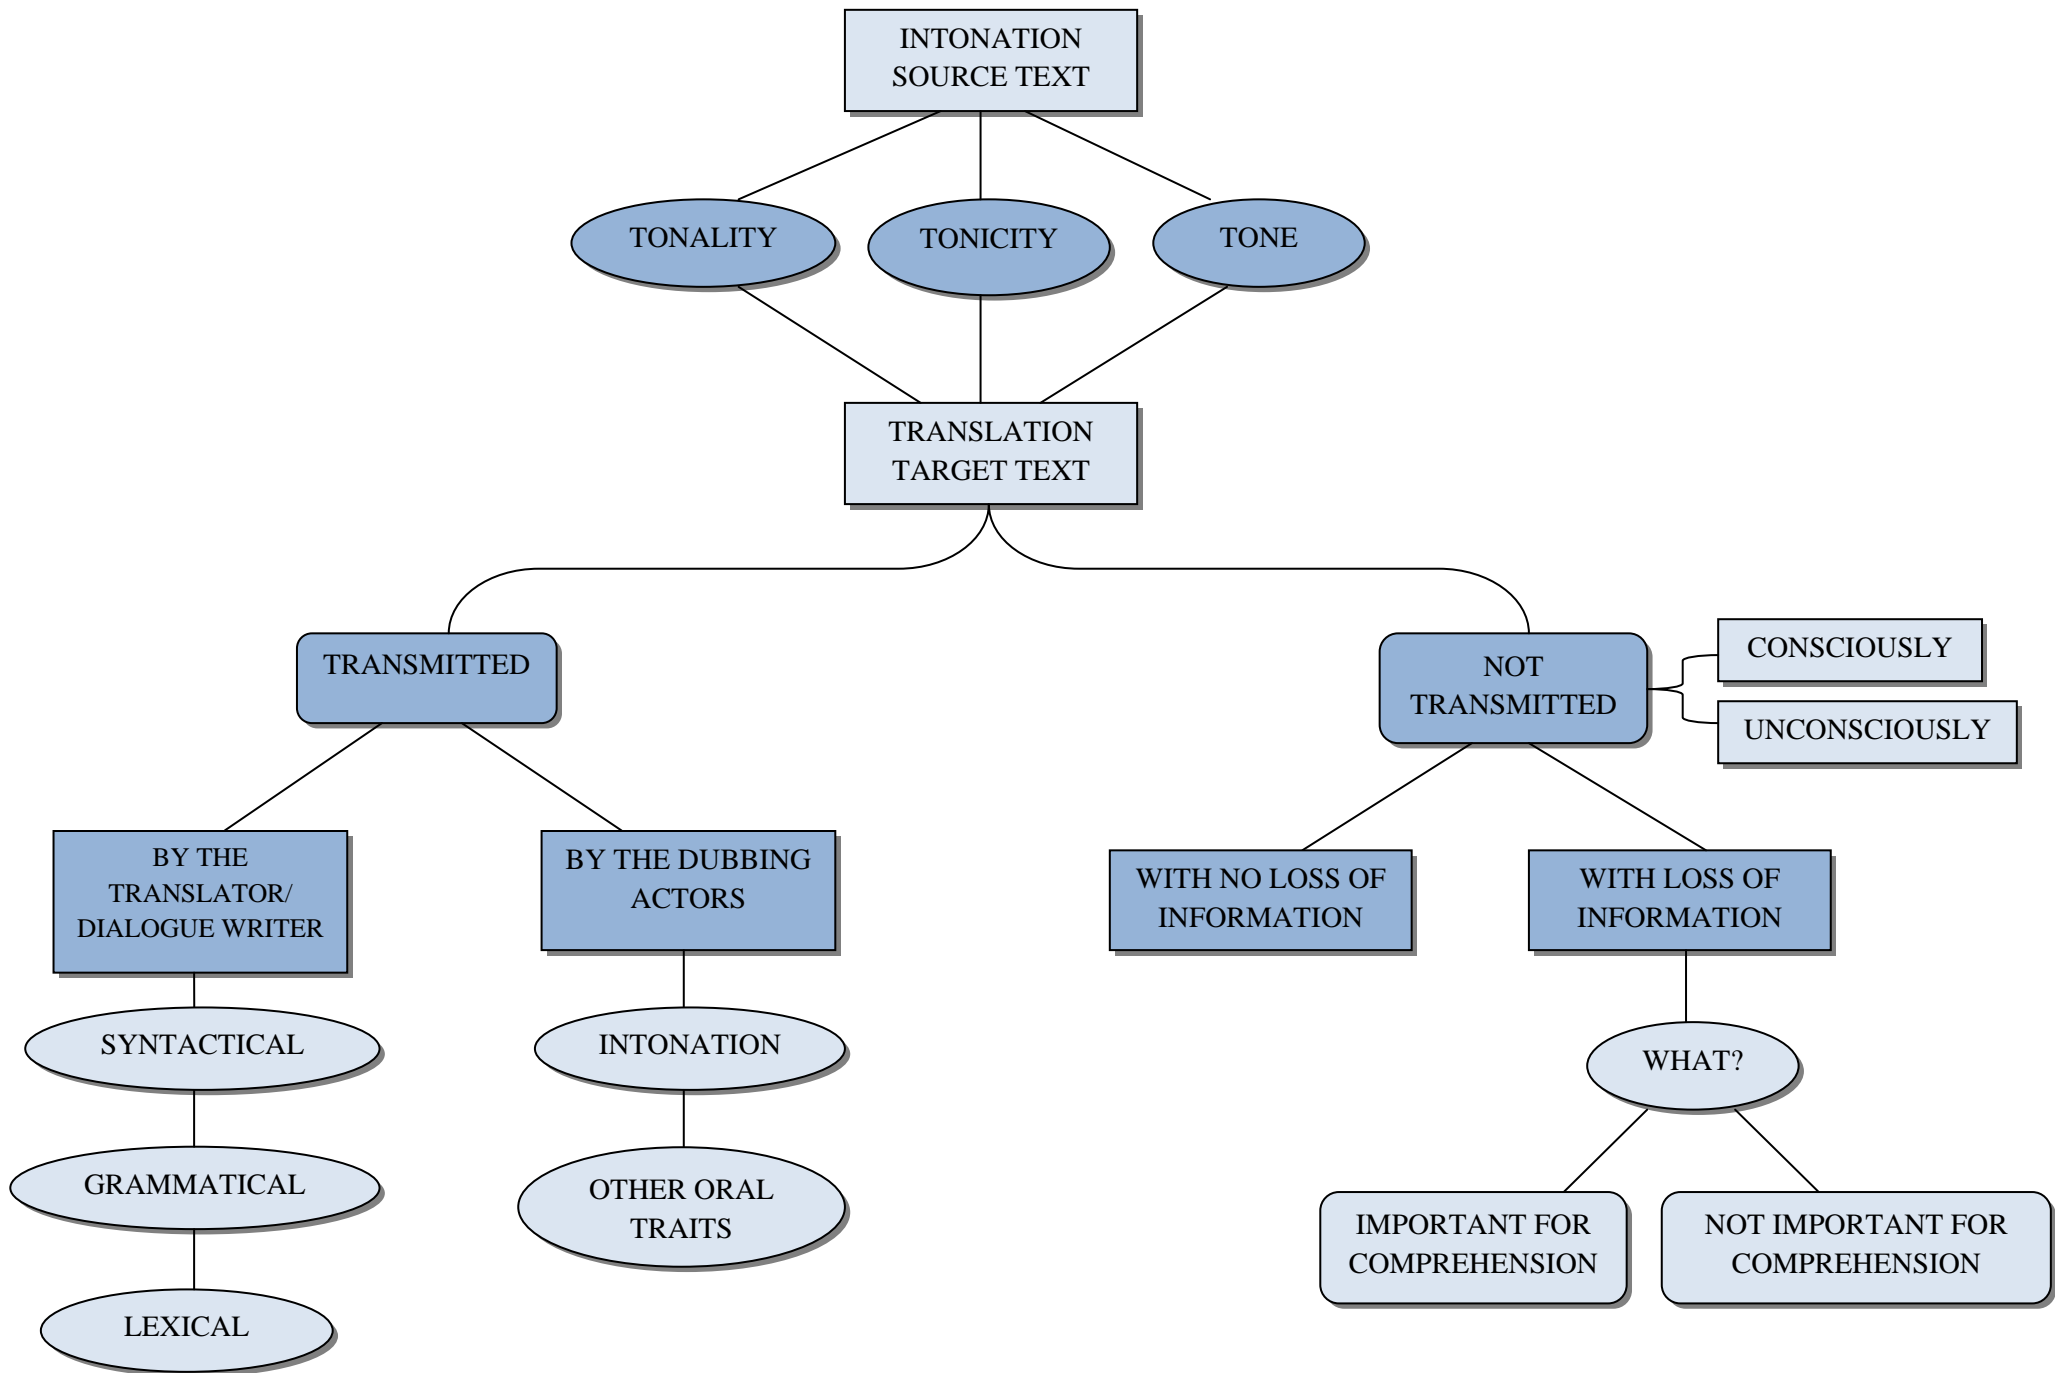 INTONATION
SOURCE TEXT
TONALITY
TONICITY
TONE
TRANSLATION
TARGET TEXT
TRANSMITTED
NOT
TRANSMITTED
CONSCIOUSLY
UNCONSCIOUSLY
BY THE
TRANSLATOR/
DIALOGUE WRITER
BY THE DUBBING
ACTORS
WITH NO LOSS OF
INFORMATION
WITH LOSS OF
INFORMATION
SYNTACTICAL
INTONATION
WHAT?
GRAMMATICAL
OTHER ORAL
TRAITS
IMPORTANT FOR
COMPREHENSION
NOT IMPORTANT FOR
COMPREHENSION
LEXICAL